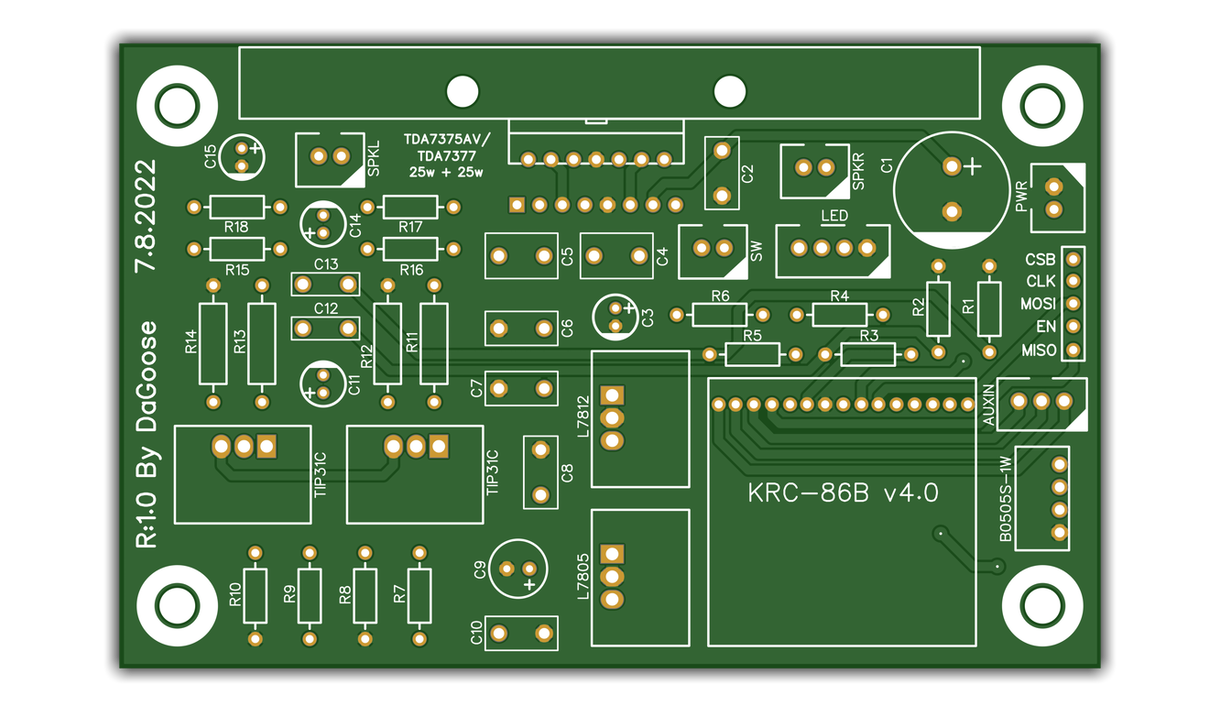 TDA7375AV/
TDA7377
25w + 25w
7.8.2022
R:1.0 By DaGoose
C15
SPKL
C2
SPKR
C1
PWR
R18
C14
R17
LED
R15
R16
C5
C4
SW
CSB
CLK
MOSI
EN
MISO
C13
C12
R14
R13
R12
R11
C11
C6
C3
R6
R4
R5
R3
R2
R1
C7
L7812
AUXIN
TIP31C
TIP31C
C8
KRC-86B v4.0
B0505S-1W
C9
L7805
R10
R9
R8
R7
C10